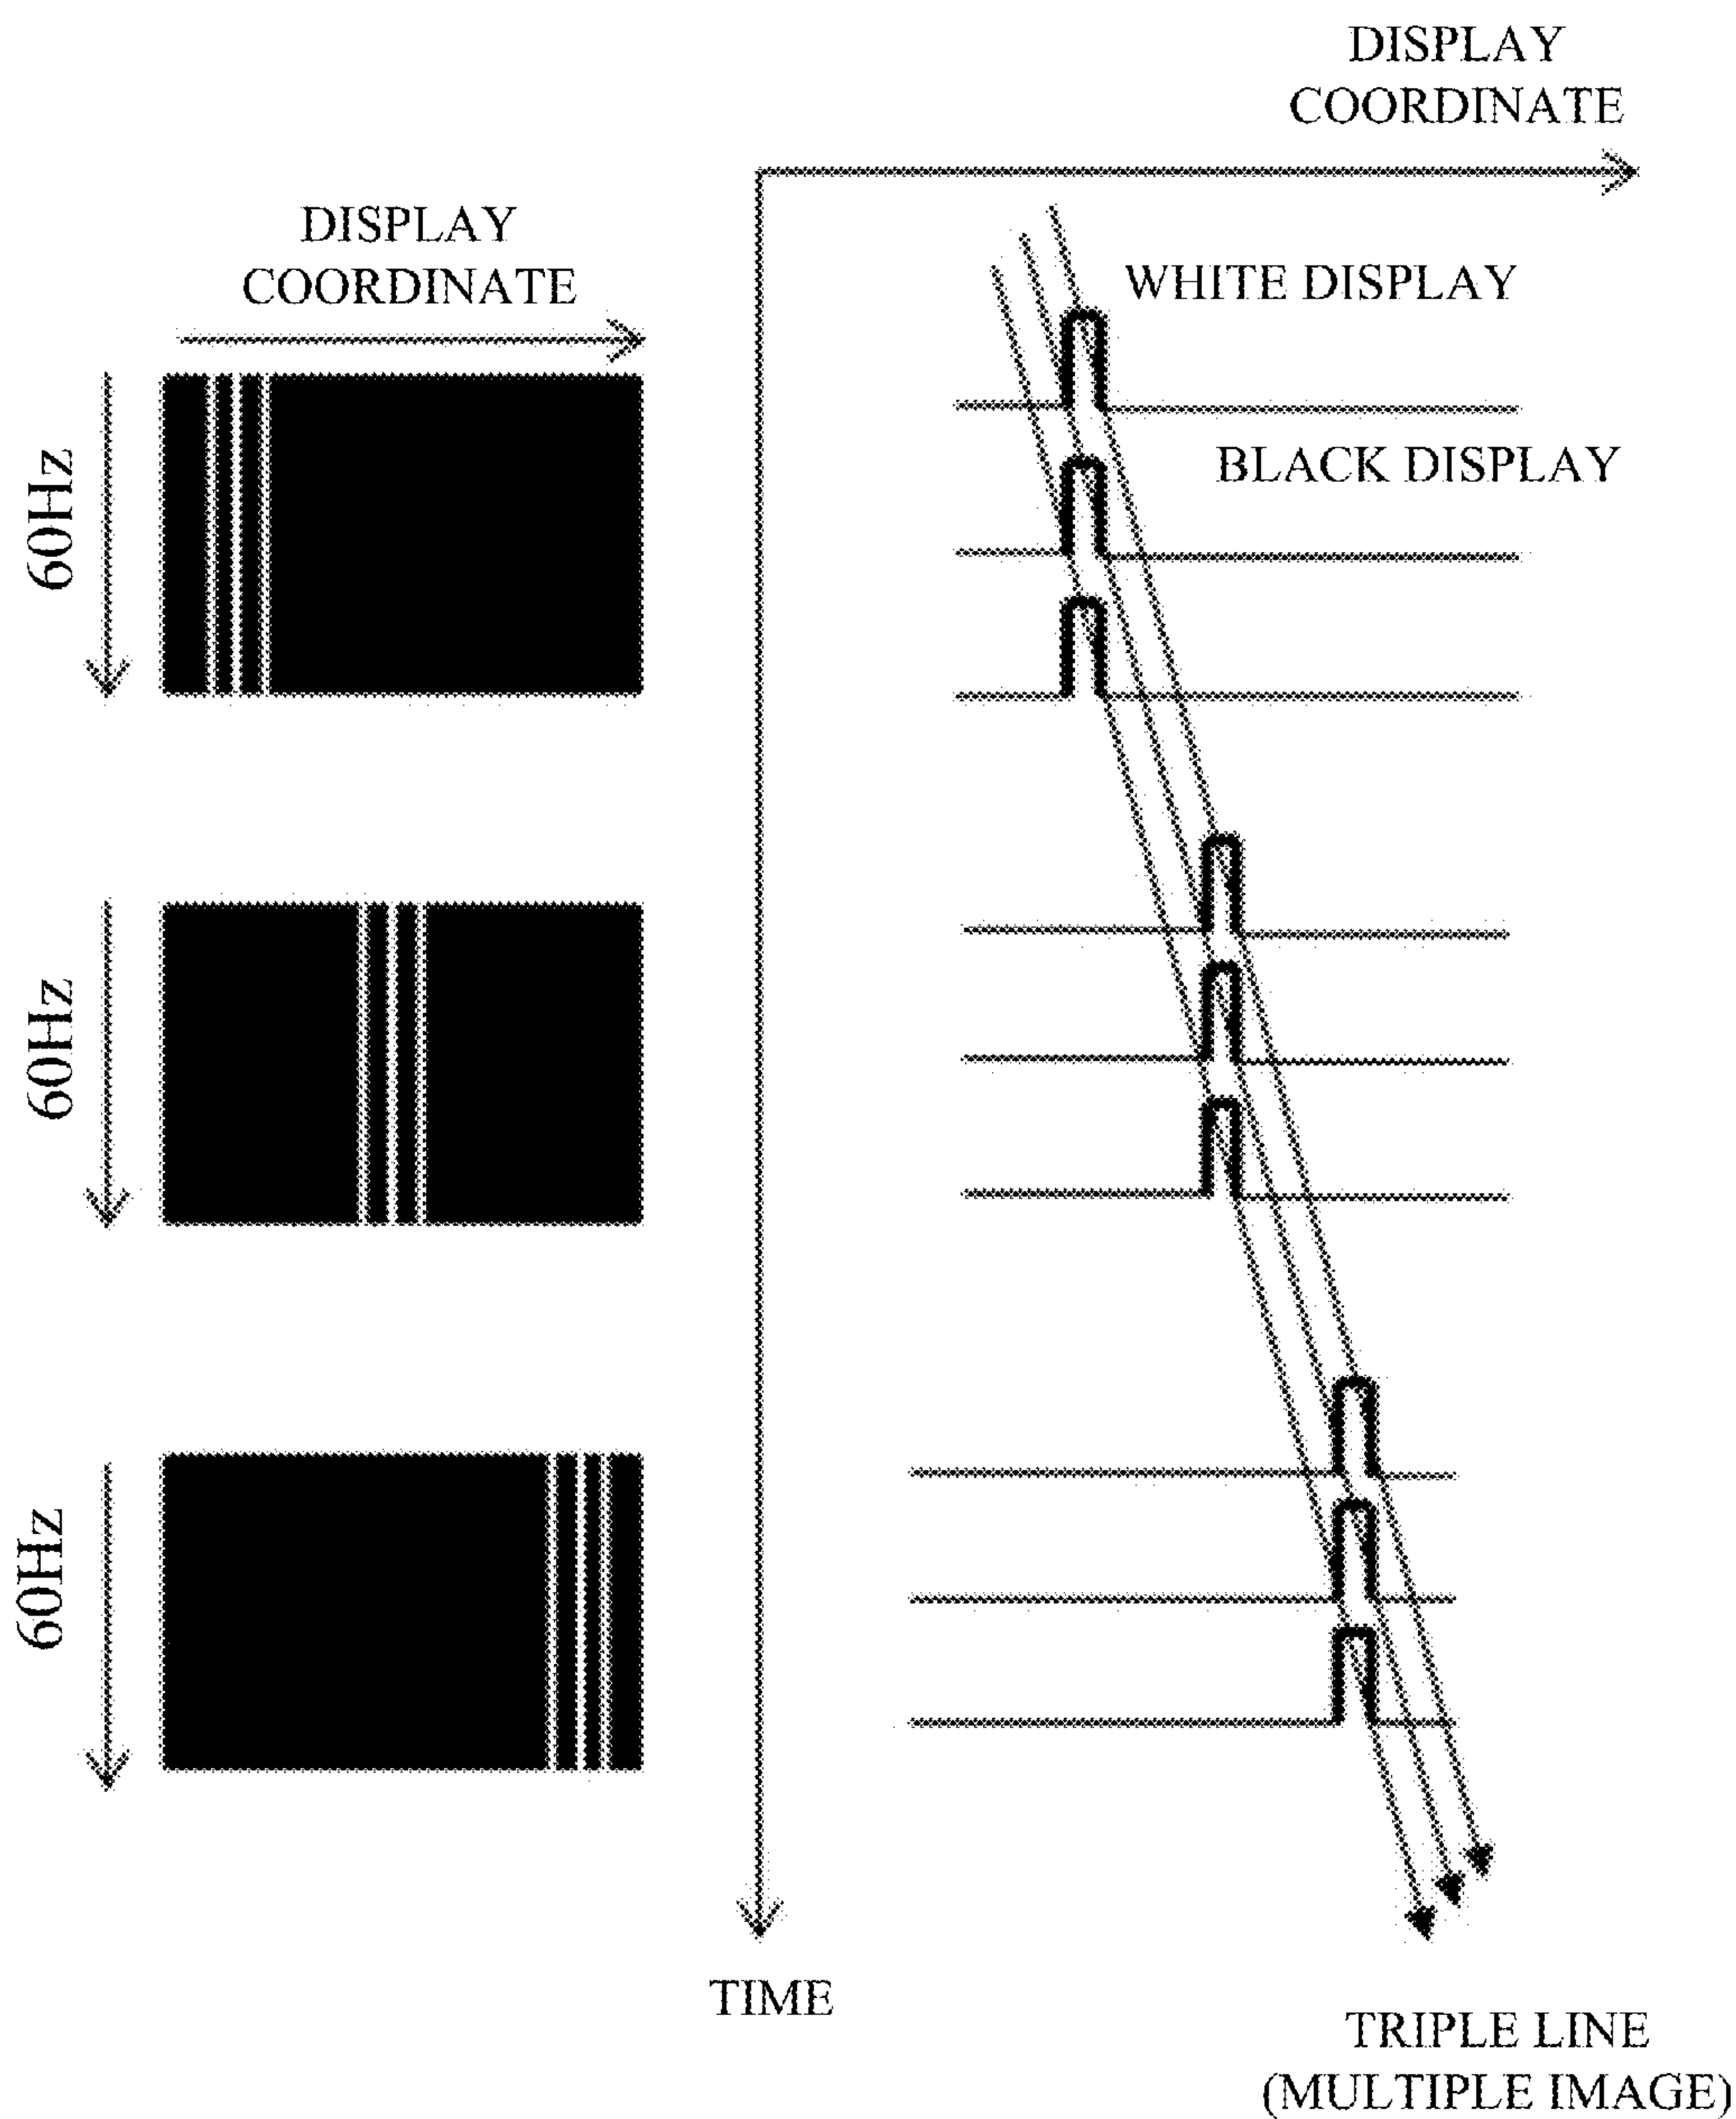 DISPLAY
COORDINATE
DISPLAY
COORDINATE
WHITE DISPLAY
BLACK DISPLAY
60Hz
60Hz
60Hz
TIME
TRIPLE LINE
(MULTIPLE IMAGE)